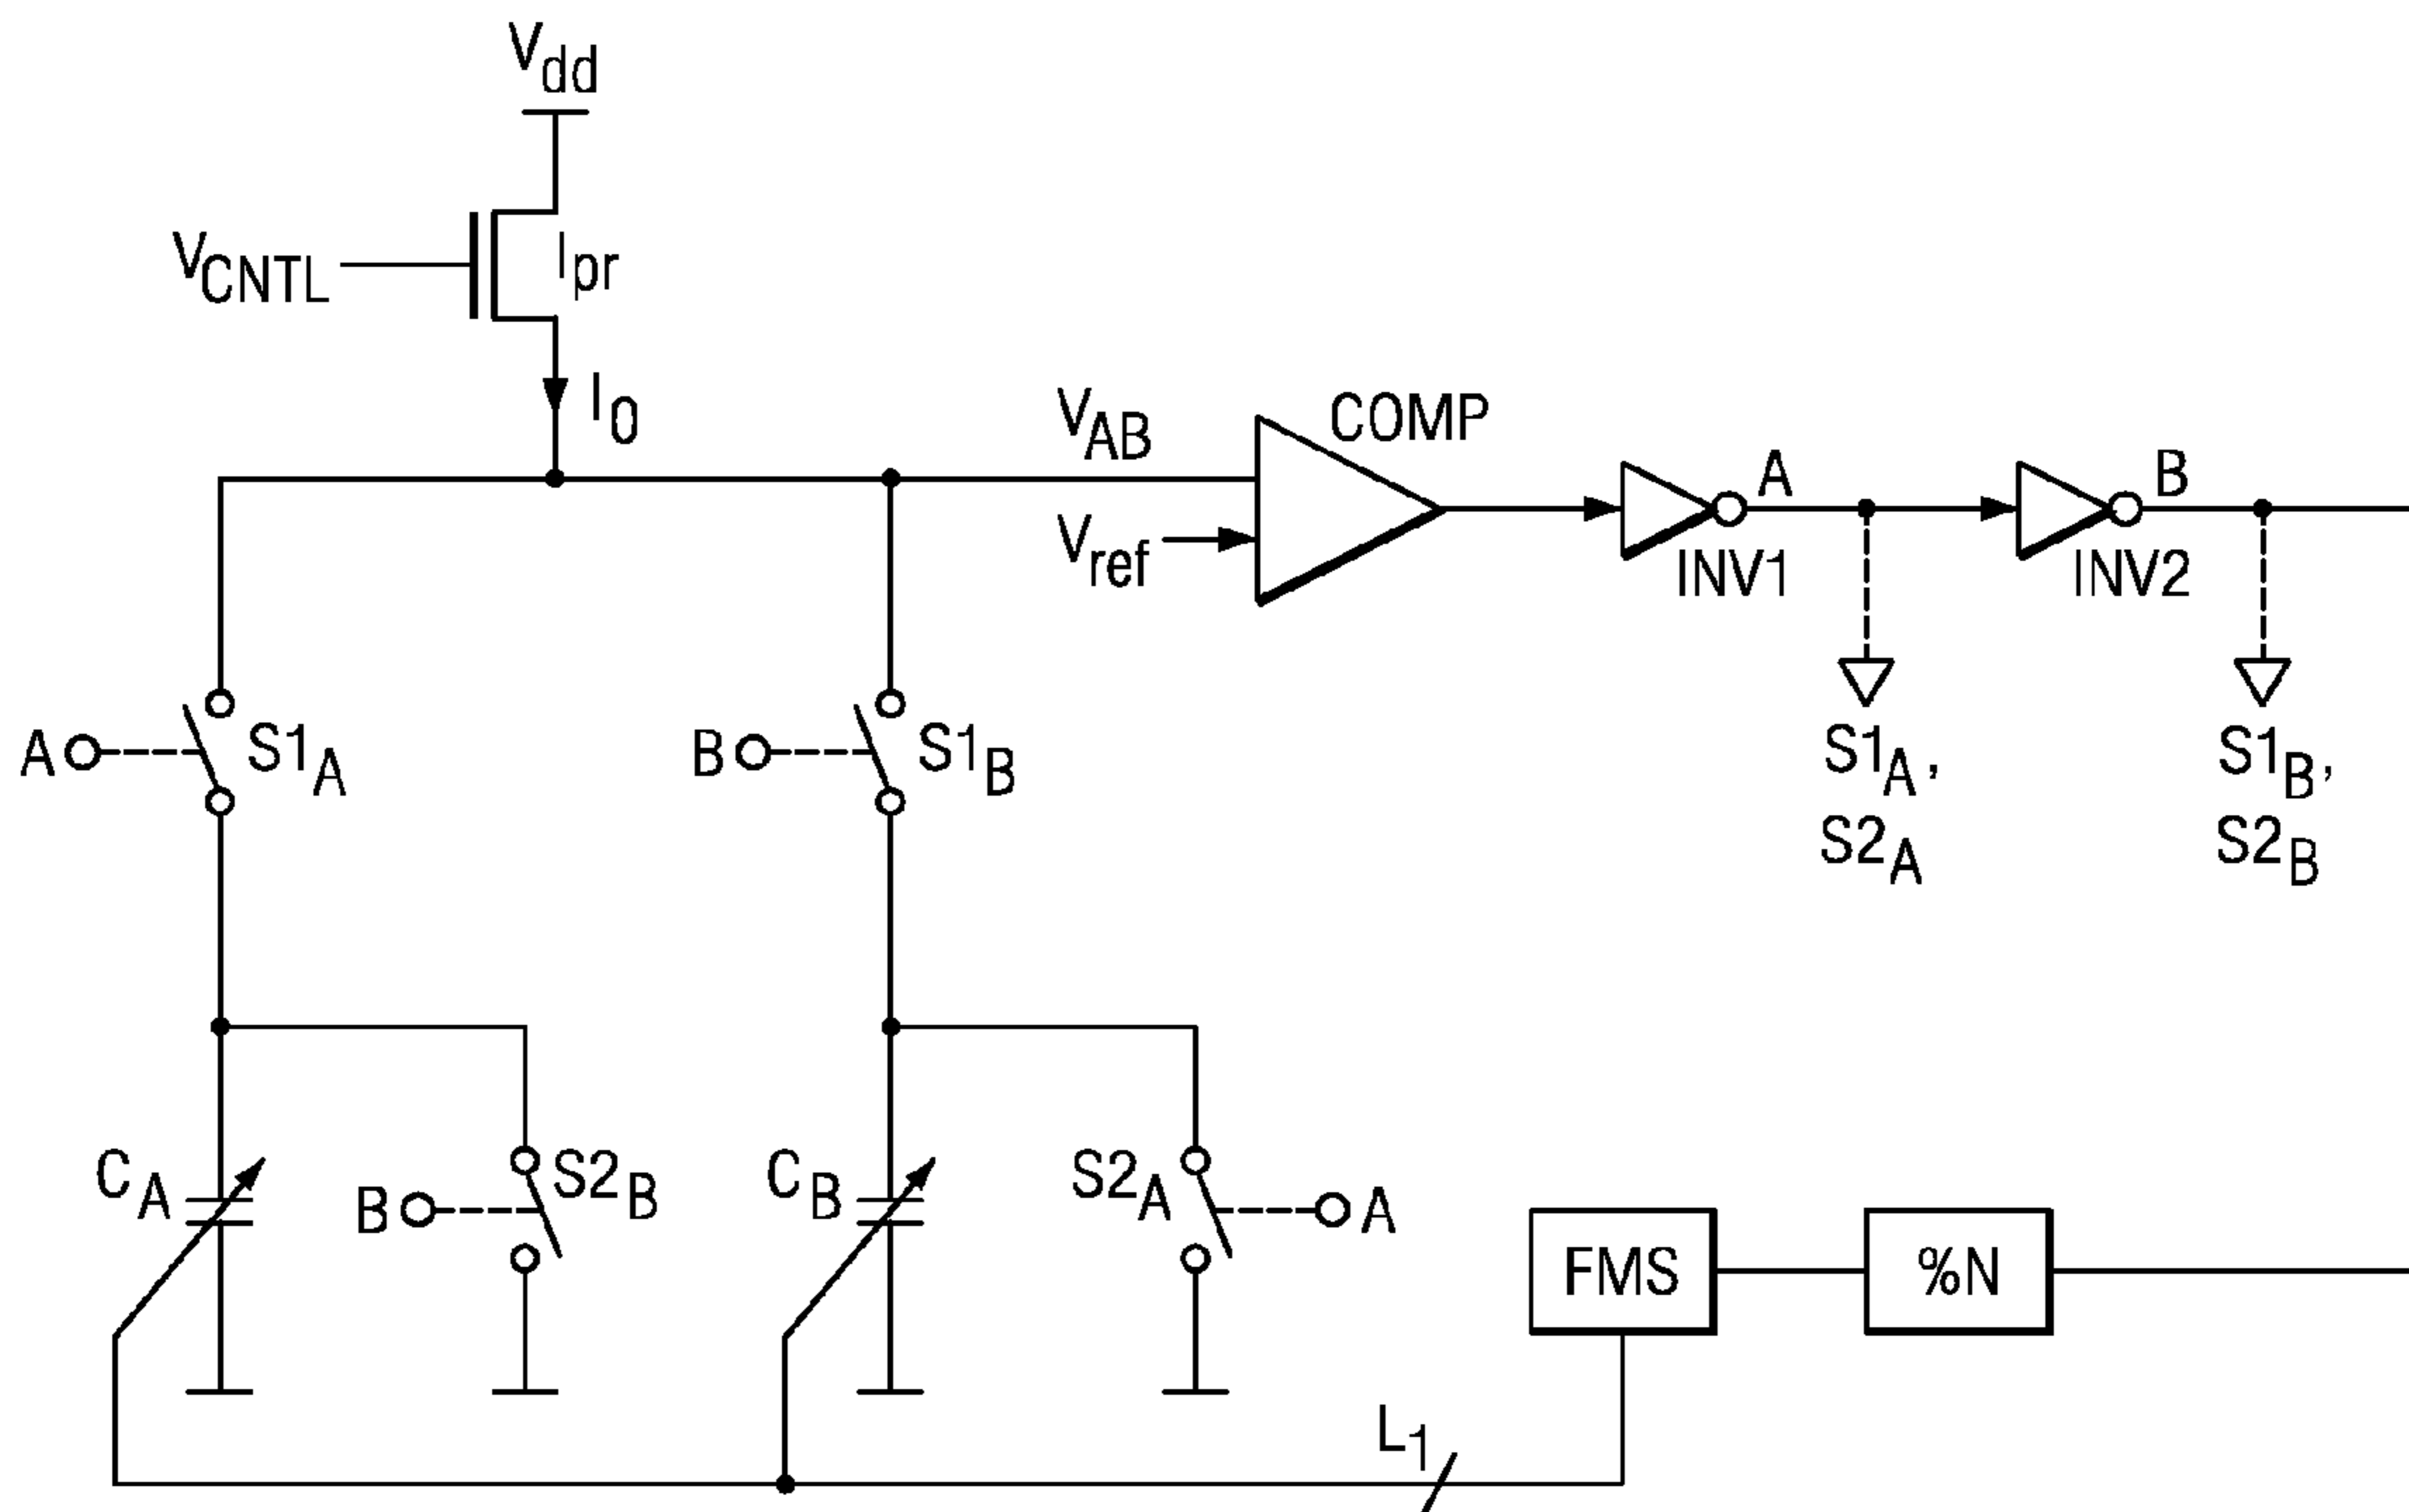 Vdd
VCNTL
Ipr
I0
VAB
COMP
A
B
Vref
INV1
INV2
A
S1A
B
S1B
S1A,
S2A
S1B,
S2B
CA
B
S2B
CB
S2A
A
FMS
%N
L1